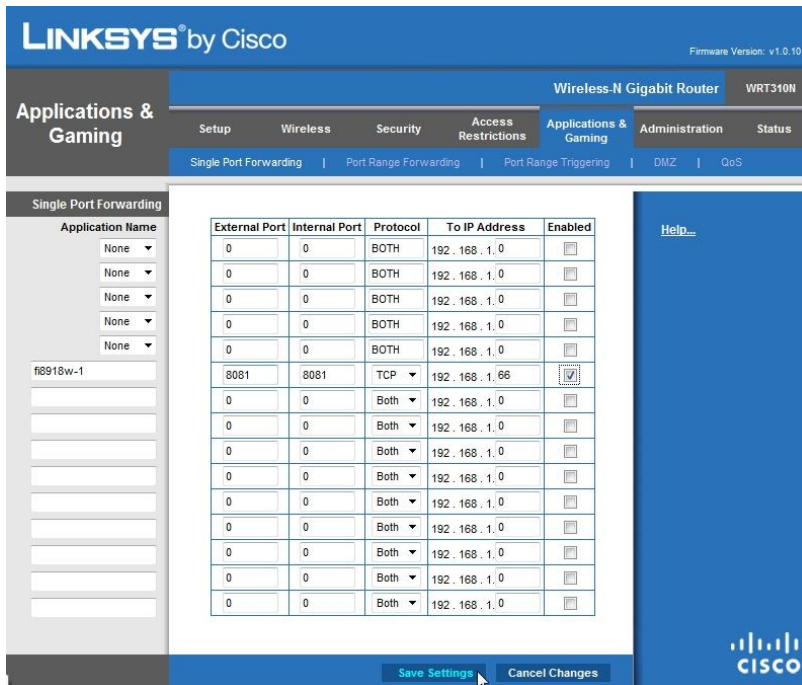 LINKSYS® by Cisco
Firmware Version: v1.0.10
Wireless-N Gigabit Router WRT310N
Applications & Gaming
Setup Wireless Security Access Restrictions Applications & Gaming Administration Status
Single Port Forwarding | Port Range Forwarding | Port Range Triggering | DMZ | QoS
Single Port Forwarding
Application Name External Port Internal Port Protocol To IP Address Enabled Help...
None 0 0 BOTH 192 . 168 . 1. 0
None 0 0 BOTH 192 . 168 . 1. 0
None 0 0 BOTH 192 . 168 . 1. 0
None 0 0 BOTH 192 . 168 . 1. 0
None 0 0 BOTH 192 . 168 . 1. 0
fi8918w-1 8081 8081 TCP 192 . 168 . 1. 66
0 0 Both 192 . 168 . 1. 0
0 0 Both 192 . 168 . 1. 0
0 0 Both 192 . 168 . 1. 0
0 0 Both 192 . 168 . 1. 0
0 0 Both 192 . 168 . 1. 0
0 0 Both 192 . 168 . 1. 0
0 0 Both 192 . 168 . 1. 0
0 0 Both 192 . 168 . 1. 0
0 0 Both 192 . 168 . 1. 0
Save Settings Cancel Changes
CISCO